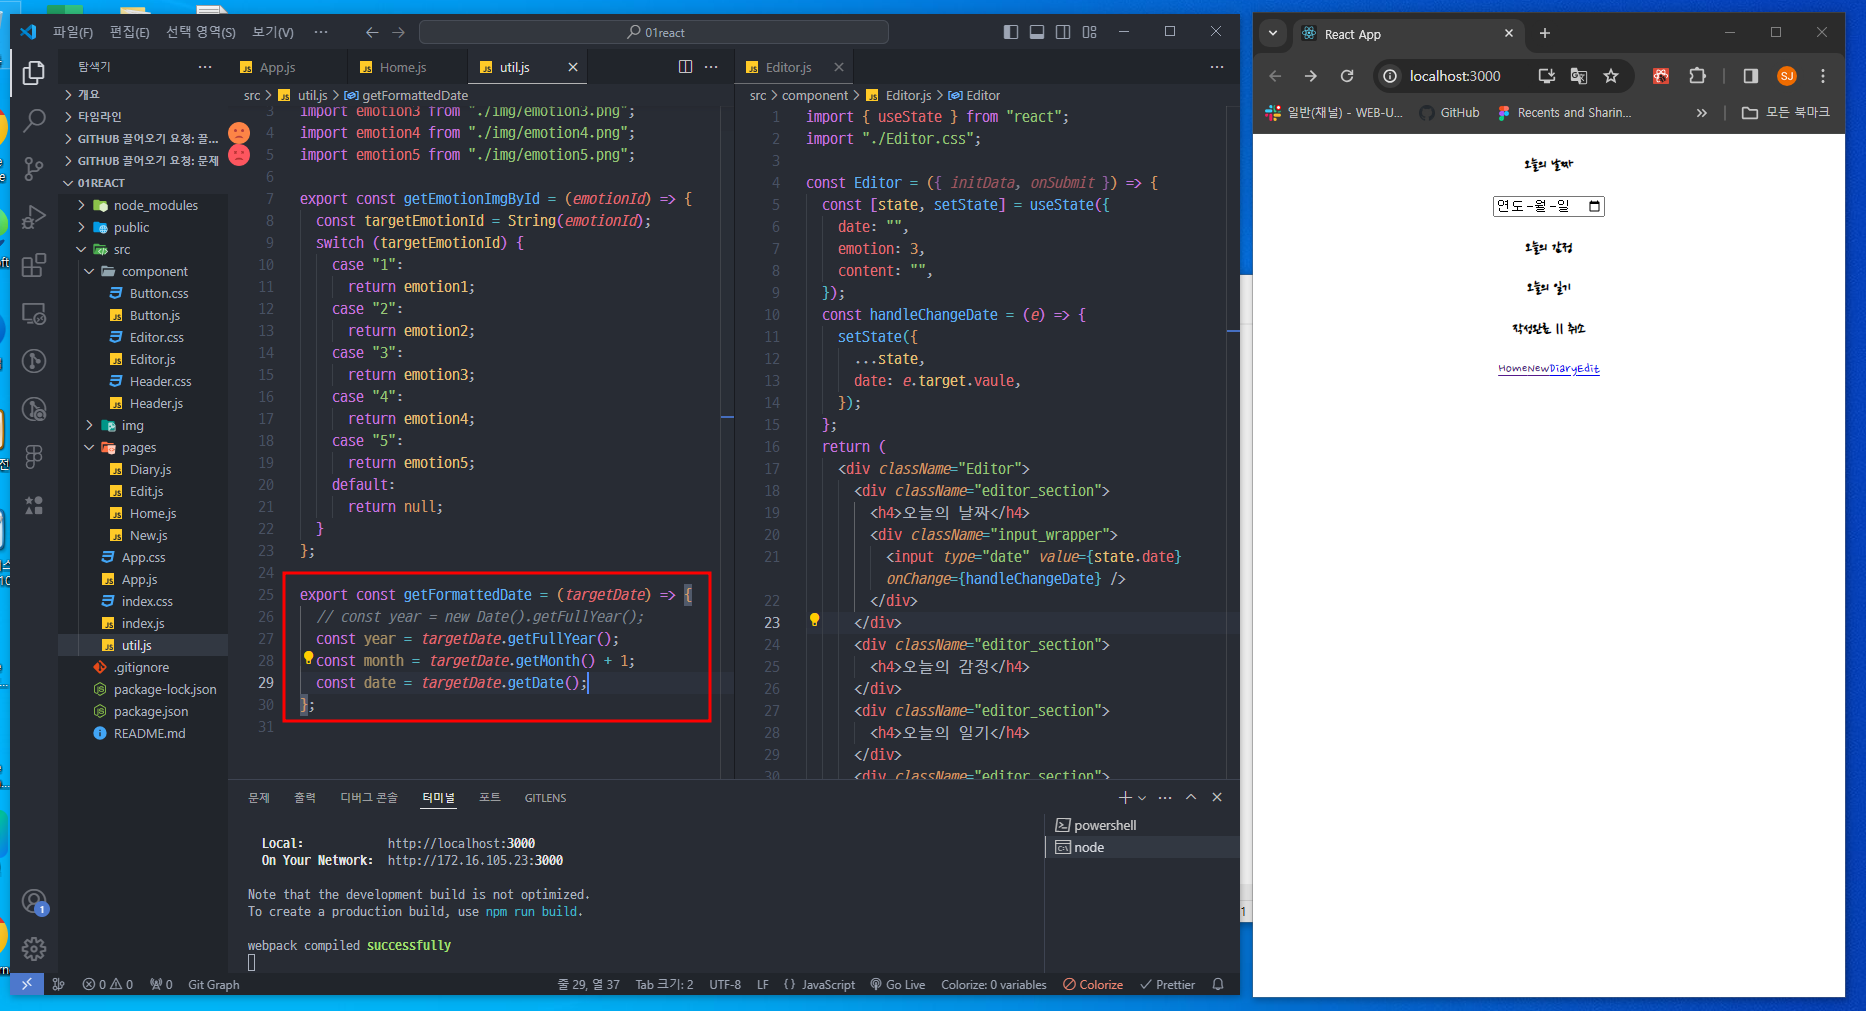 파일(F) 편집(E) 선택 영역(S) 보기(V) ··· 01react
탐색기 ···
개요
타임라인
GITHUB 끌어오기 요청: 끌...
GITHUB 끌어오기 요청: 문제
01REACT
node_modules
public
src
component
Button.css
Button.js
Editor.css
Editor.js
Header.css
Header.js
img
pages
Diary.js
Edit.js
Home.js
New.js
App.css
App.js
index.css
index.js
util.js
.gitignore
package-lock.json
package.json
README.md
App.js Home.js util.js
src > util.js > getFormattedDate
3 import emotion3 from "./img/emotion3.png";
4 import emotion4 from "./img/emotion4.png";
5 import emotion5 from "./img/emotion5.png";
6
7 export const getEmotionImgById = (emotionId) => {
8 const targetEmotionId = String(emotionId);
9 switch (targetEmotionId) {
10 case "1":
11 return emotion1;
12 case "2":
13 return emotion2;
14 case "3":
15 return emotion3;
16 case "4":
17 return emotion4;
18 case "5":
19 return emotion5;
20 default:
21 return null;
22 }
23 };
24
25 export const getFormattedDate = (targetDate) => {
26 // const year = new Date().getFullYear();
27 const year = targetDate.getFullYear();
28 const month = targetDate.getMonth() + 1;
29 const date = targetDate.getDate();
30 };
31
Editor.js
src > component > Editor.js > Editor
1 import { useState } from "react";
2 import "./Editor.css";
3
4 const Editor = ({ initData, onSubmit }) => {
5 const [state, setState] = useState({
6 date: "",
7 emotion: 3,
8 content: "",
9 });
10 const handleChangeDate = (e) => {
11 setState({
12 ...state,
13 date: e.target.vaule,
14 });
15 };
16 return (
17 <div className="Editor">
18 <div className="editor_section">
19 <h4>오늘의 날짜</h4>
20 <div className="input_wrapper">
21 <input type="date" value={state.date}
onChange={handleChangeDate} />
22 </div>
23 </div>
24 <div className="editor_section">
25 <h4>오늘의 감정</h4>
26 </div>
27 <div className="editor_section">
28 <h4>오늘의 일기</h4>
29 </div>
30 <div className="editor_section">
문제 출력 디버그 콘솔 터미널 포트 GITLENS
Local: http://localhost:3000
On Your Network: http://172.16.105.23:3000
Note that the development build is not optimized.
To create a production build, use npm run build.
webpack compiled successfully
powershell
node
1
0 0 0 Git Graph 줄 29, 열 37 Tab 크기: 2 UTF-8 LF {} JavaScript Go Live Colorize: 0 variables Colorize Prettier
React App
localhost:3000 SJ
일반(채널) - WEB-U... GitHub Recents and Sharin... » 모든 북마크
오늘의 날짜
연도-월-일
오늘의 감정
오늘의 일기
작성완료 || 취소
HomeNewDiaryEdit